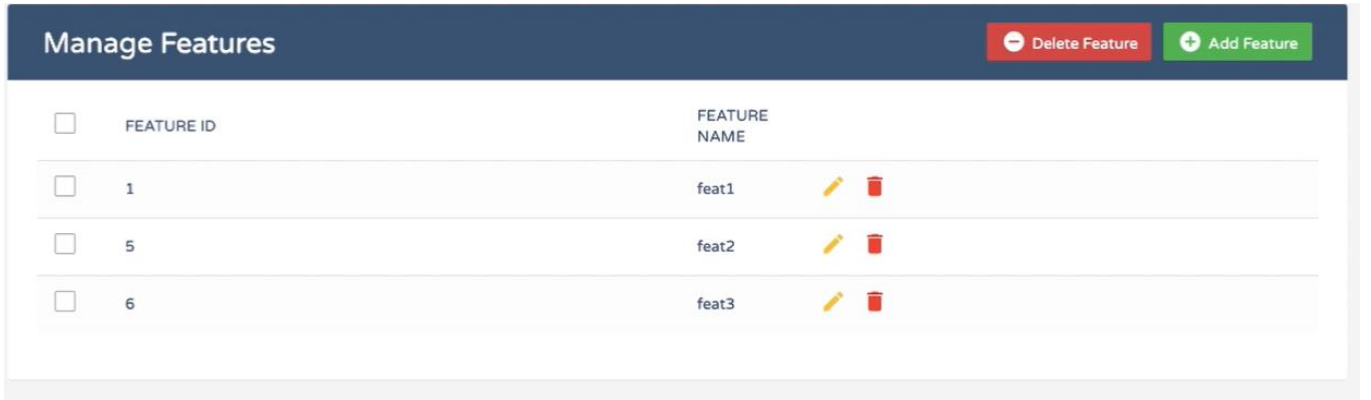 Manage Features
Delete Feature
Add Feature
FEATURE ID
FEATURE
NAME
1
feat1
5
feat2
6
feat3